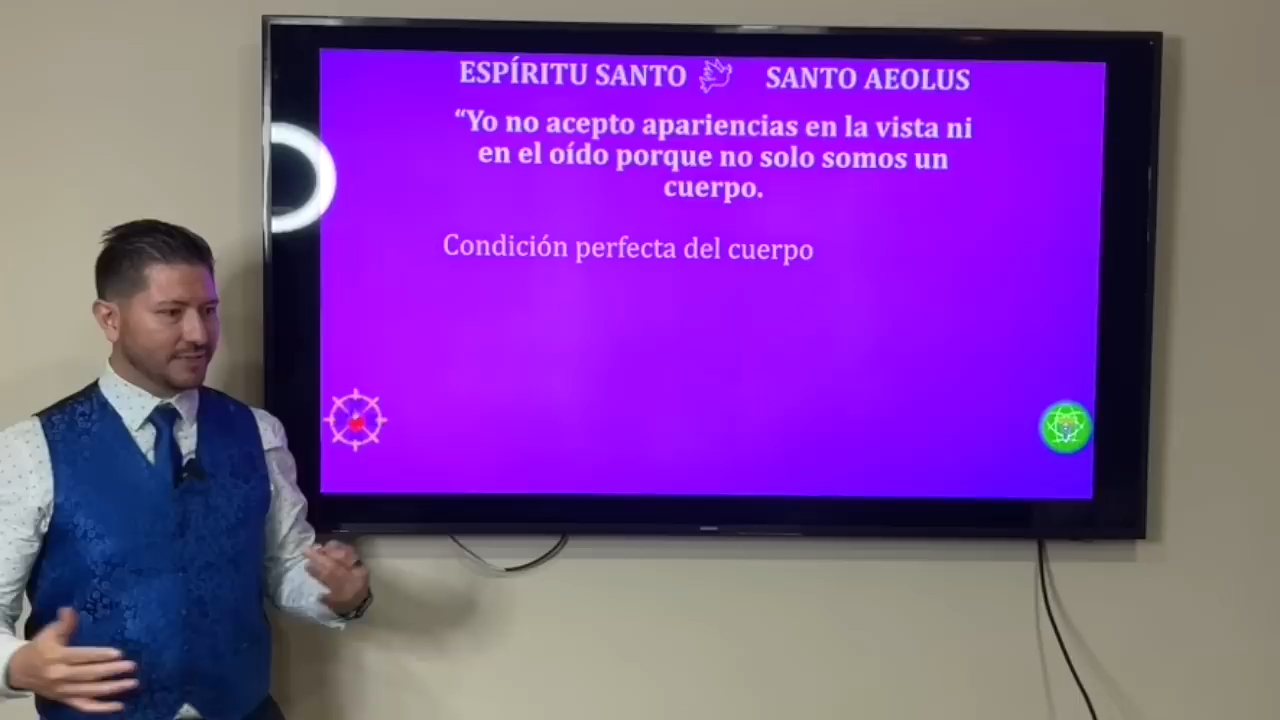 ESPÍRITU SANTO SANTO AEOLUS
“Yo no acepto apariencias en la vista ni
en el oído porque no solo somos un
cuerpo.
Condición perfecta del cuerpo